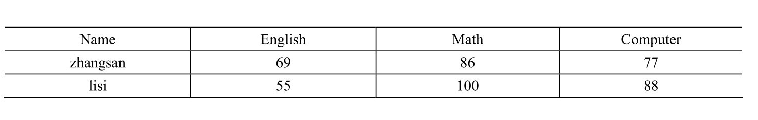 Name English Math Computer
zhangsan 69 86 77
lisi 55 100 88